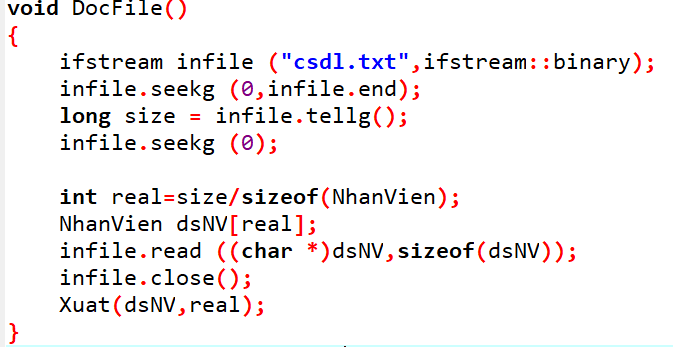 void DocFile()
{
    ifstream infile ("csdl.txt",ifstream::binary);
    infile.seekg (0,infile.end);
    long size = infile.tellg();
    infile.seekg (0);

    int real=size/sizeof(NhanVien);
    NhanVien dsNV[real];
    infile.read ((char *)dsNV,sizeof(dsNV));
    infile.close();
    Xuat(dsNV,real);
}